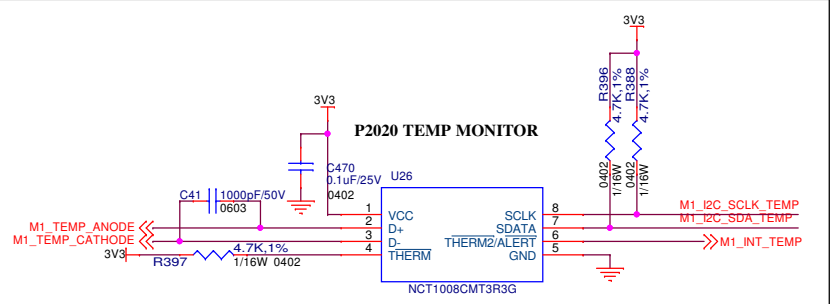 3V3
R396
4.7K,1%
R388
4.7K,1%
3V3
P2020 TEMP MONITOR
C470
0.1uF/25V
0402
U26
0402
1/16W
0402
1/16W
C41
1000pF/50V
0603
M1_I2C_SCLK_TEMP
M1_I2C_SDA_TEMP
1 VCC SCLK 8
2 D+ SDATA 7
3 D- THERM2/ALERT 6
4 THERM GND 5
M1_TEMP_ANODE
M1_TEMP_CATHODE
M1_INT_TEMP
3V3
R397
4.7K,1%
1/16W 0402
NCT1008CMT3R3G